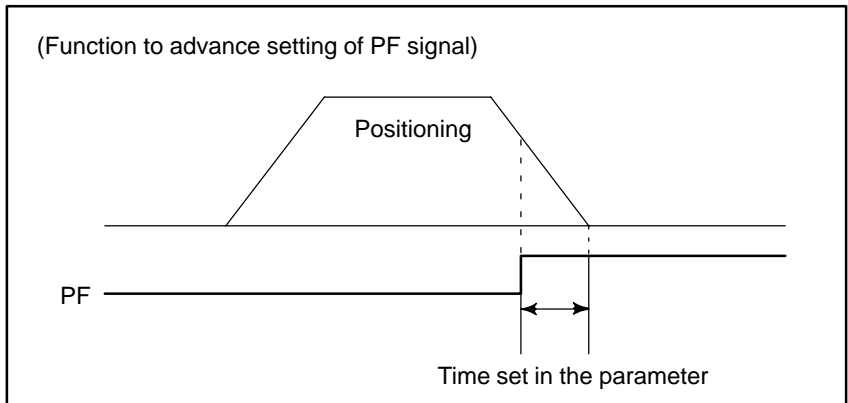 (Function to advance setting of PF signal)
Positioning
PF
Time set in the parameter